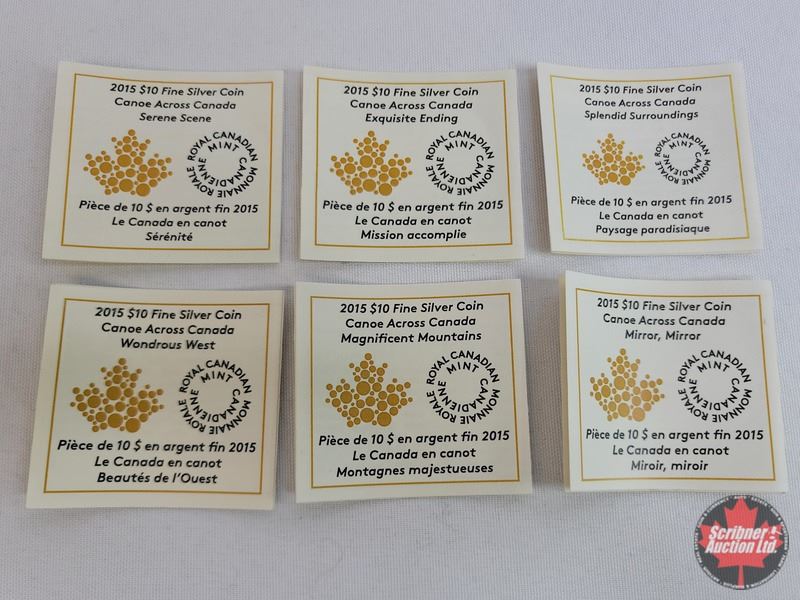 2015 $10 Fine Silver Coin
Canoe Across Canada
Serene Scene
ROYAL CANADIAN MINT
MONNAIE ROYALE CANADIENNE
Pièce de 10 $ en argent fin 2015
Le Canada en canot
Sérénité
2015 $10 Fine Silver Coin
Canoe Across Canada
Exquisite Ending
ROYAL CANADIAN MINT
MONNAIE ROYALE CANADIENNE
Pièce de 10 $ en argent fin 2015
Le Canada en canot
Mission accomplie
2015 $10 Fine Silver Coin
Canoe Across Canada
Splendid Surroundings
ROYAL CANADIAN MINT
MONNAIE ROYALE CANADIENNE
Pièce de 10 $ en argent fin 2015
Le Canada en canot
Paysage paradisiaque
2015 $10 Fine Silver Coin
Canoe Across Canada
Wondrous West
ROYAL CANADIAN MINT
MONNAIE ROYALE CANADIENNE
Pièce de 10 $ en argent fin 2015
Le Canada en canot
Beautés de l'Ouest
2015 $10 Fine Silver Coin
Canoe Across Canada
Magnificent Mountains
ROYAL CANADIAN MINT
MONNAIE ROYALE CANADIENNE
Pièce de 10 $ en argent fin 2015
Le Canada en canot
Montagnes majestueuses
2015 $10 Fine Silver Coin
Canoe Across Canada
Mirror, Mirror
ROYAL CANADIAN MINT
MONNAIE ROYALE CANADIENNE
Pièce de 10 $ en argent fin 2015
Le Canada en canot
Miroir, miroir
Scribner
Auction Ltd.